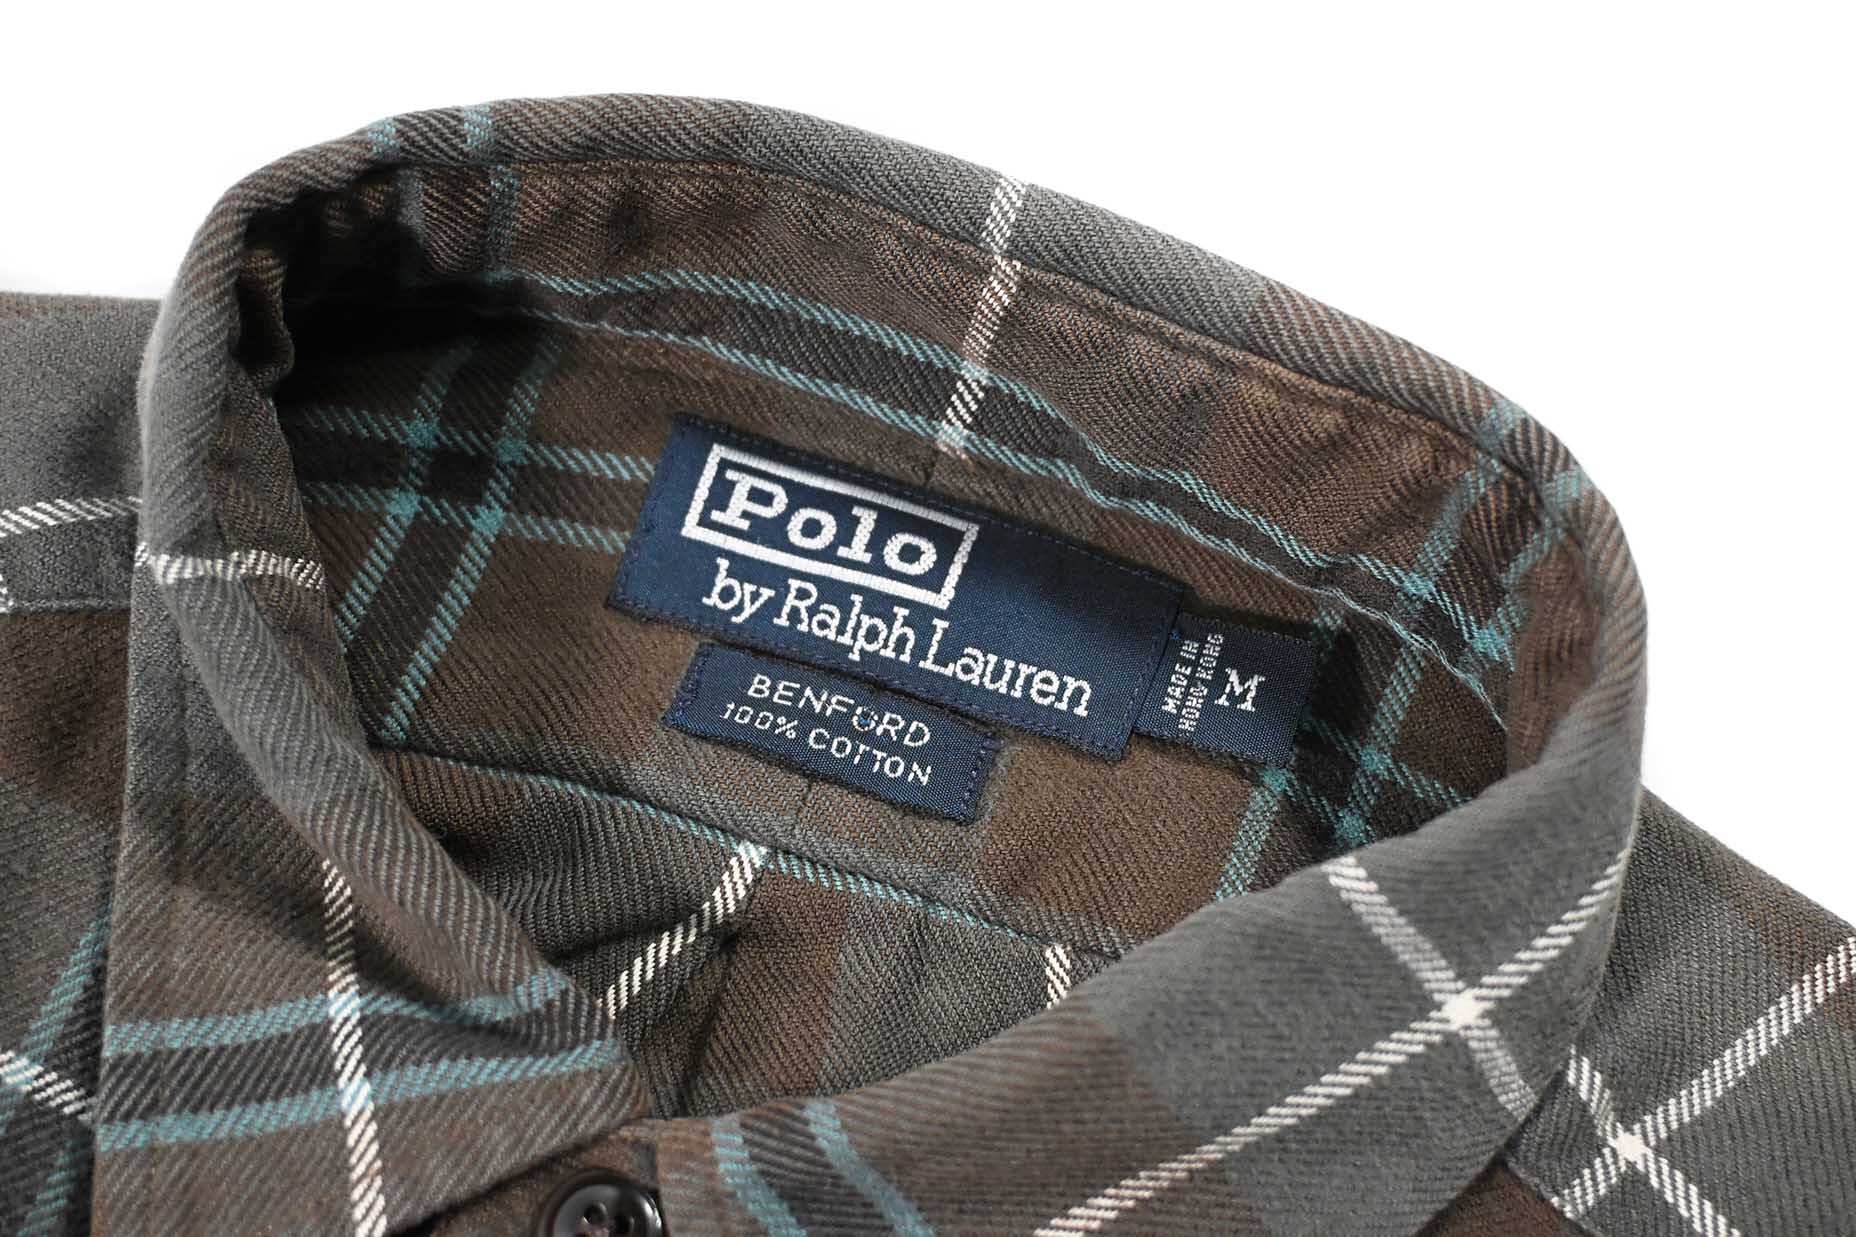 Polo
by Ralph Lauren
MADE IN
HONG KONG
M
BENFORD
100% COTTON